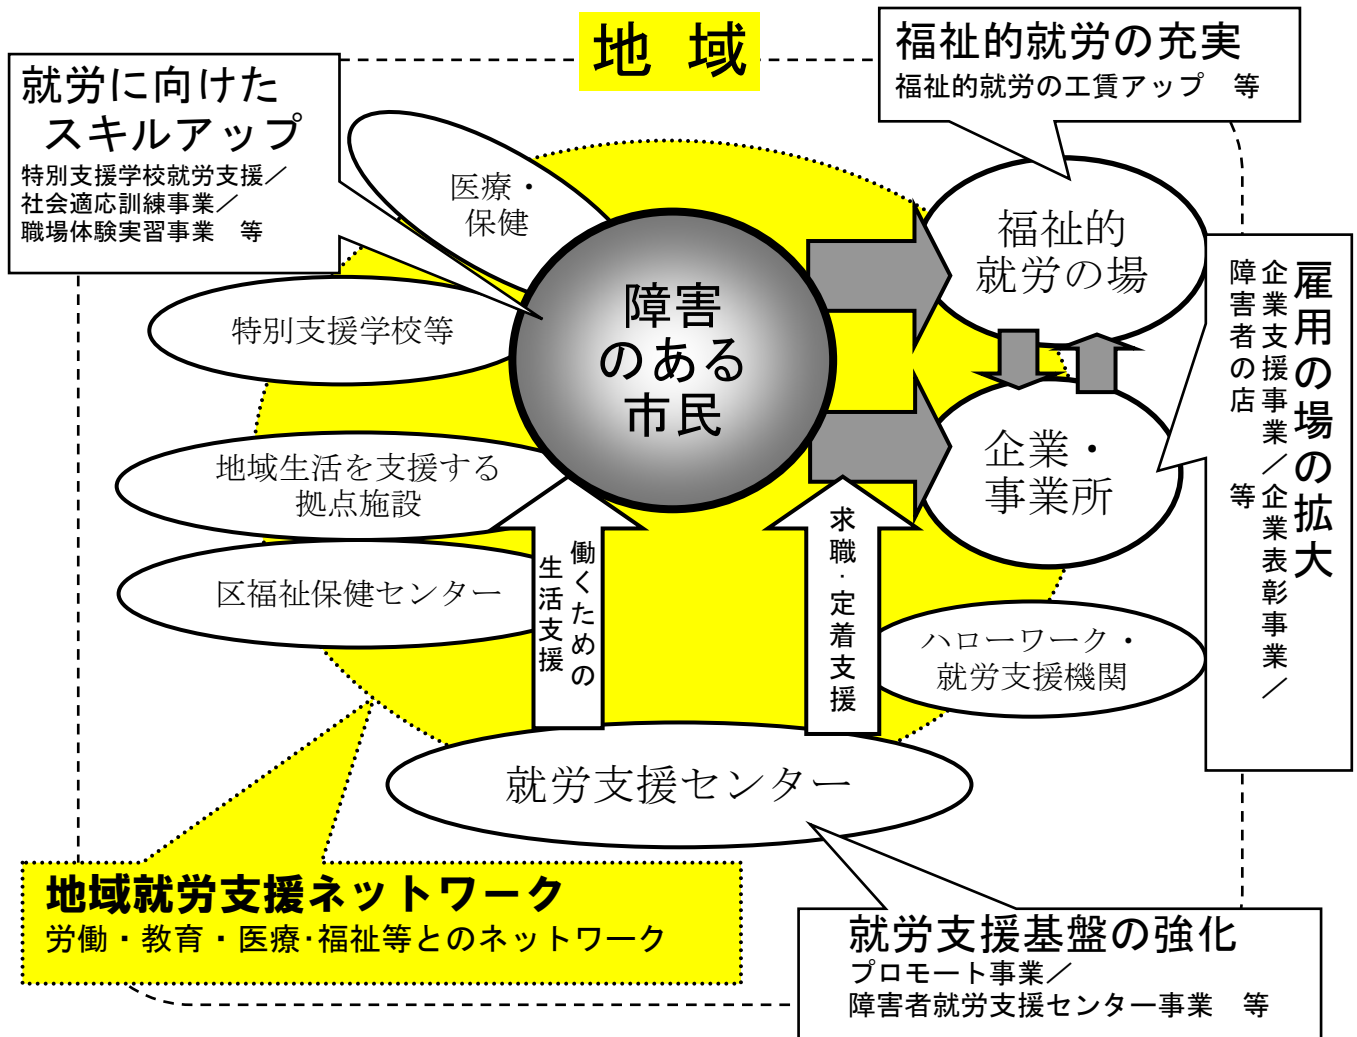 地 域
就労に向けた
スキルアップ
特別支援学校就労支援／
社会適応訓練事業／
職場体験実習事業　等
福祉的就労の充実
福祉的就労の工賃アップ　等
医療・
保健
特別支援学校等
障害
のある
市民
福祉的
就労の場
企業・
事業所
雇用の場の拡大
企業支援事業／企業表彰事業／
障害者の店　等
地域生活を支援する
拠点施設
区福祉保健センター
働くための
生活支援
求職・定着支援
ハローワーク・
就労支援機関
就労支援センター
地域就労支援ネットワーク
労働・教育・医療・福祉等とのネットワーク
就労支援基盤の強化
プロモート事業／
障害者就労支援センター事業　等